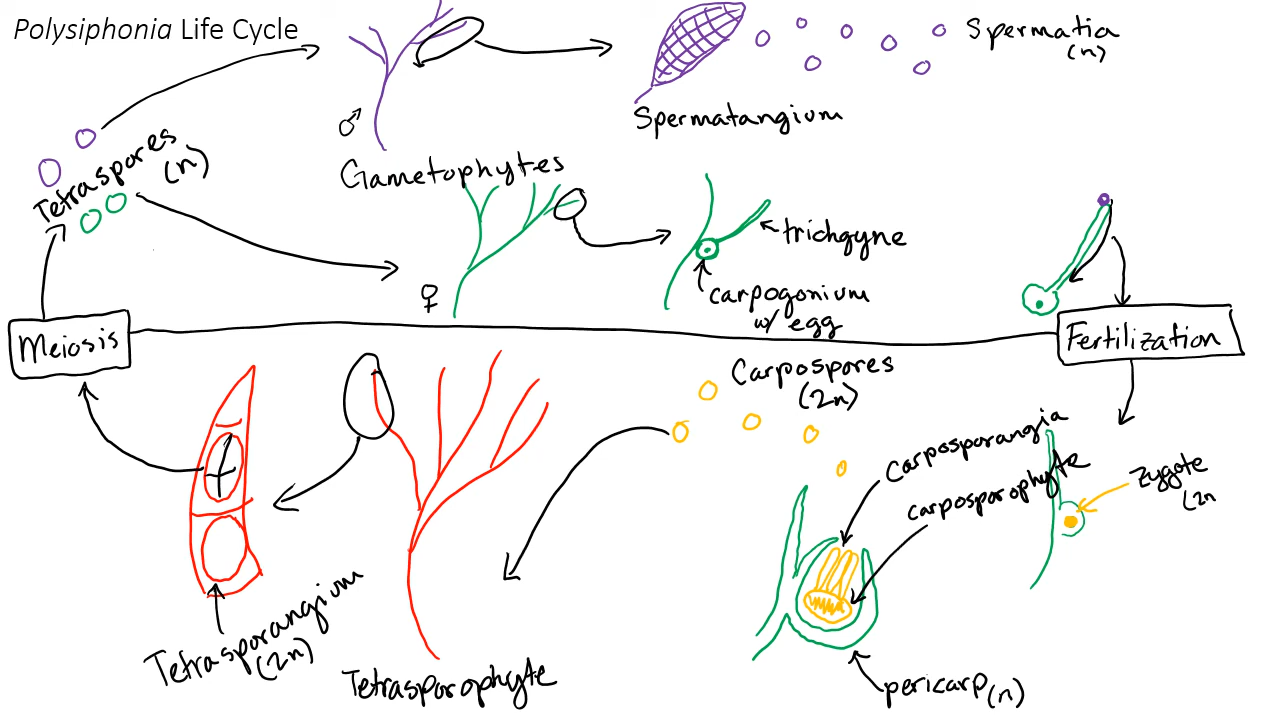 Polysiphonia Life Cycle
Spermatia
(n)
Spermatangium
♂
Tetraspores
(n)
Gametophytes
trichgyne
carpogonium
w/ egg
♀
Meiosis
Fertilization
Carpospores
(2n)
Carposporangia
carposporophyte
Zygote
(2n
Tetrasporangium
(2n)
Tetrasporophyte
pericarp (n)